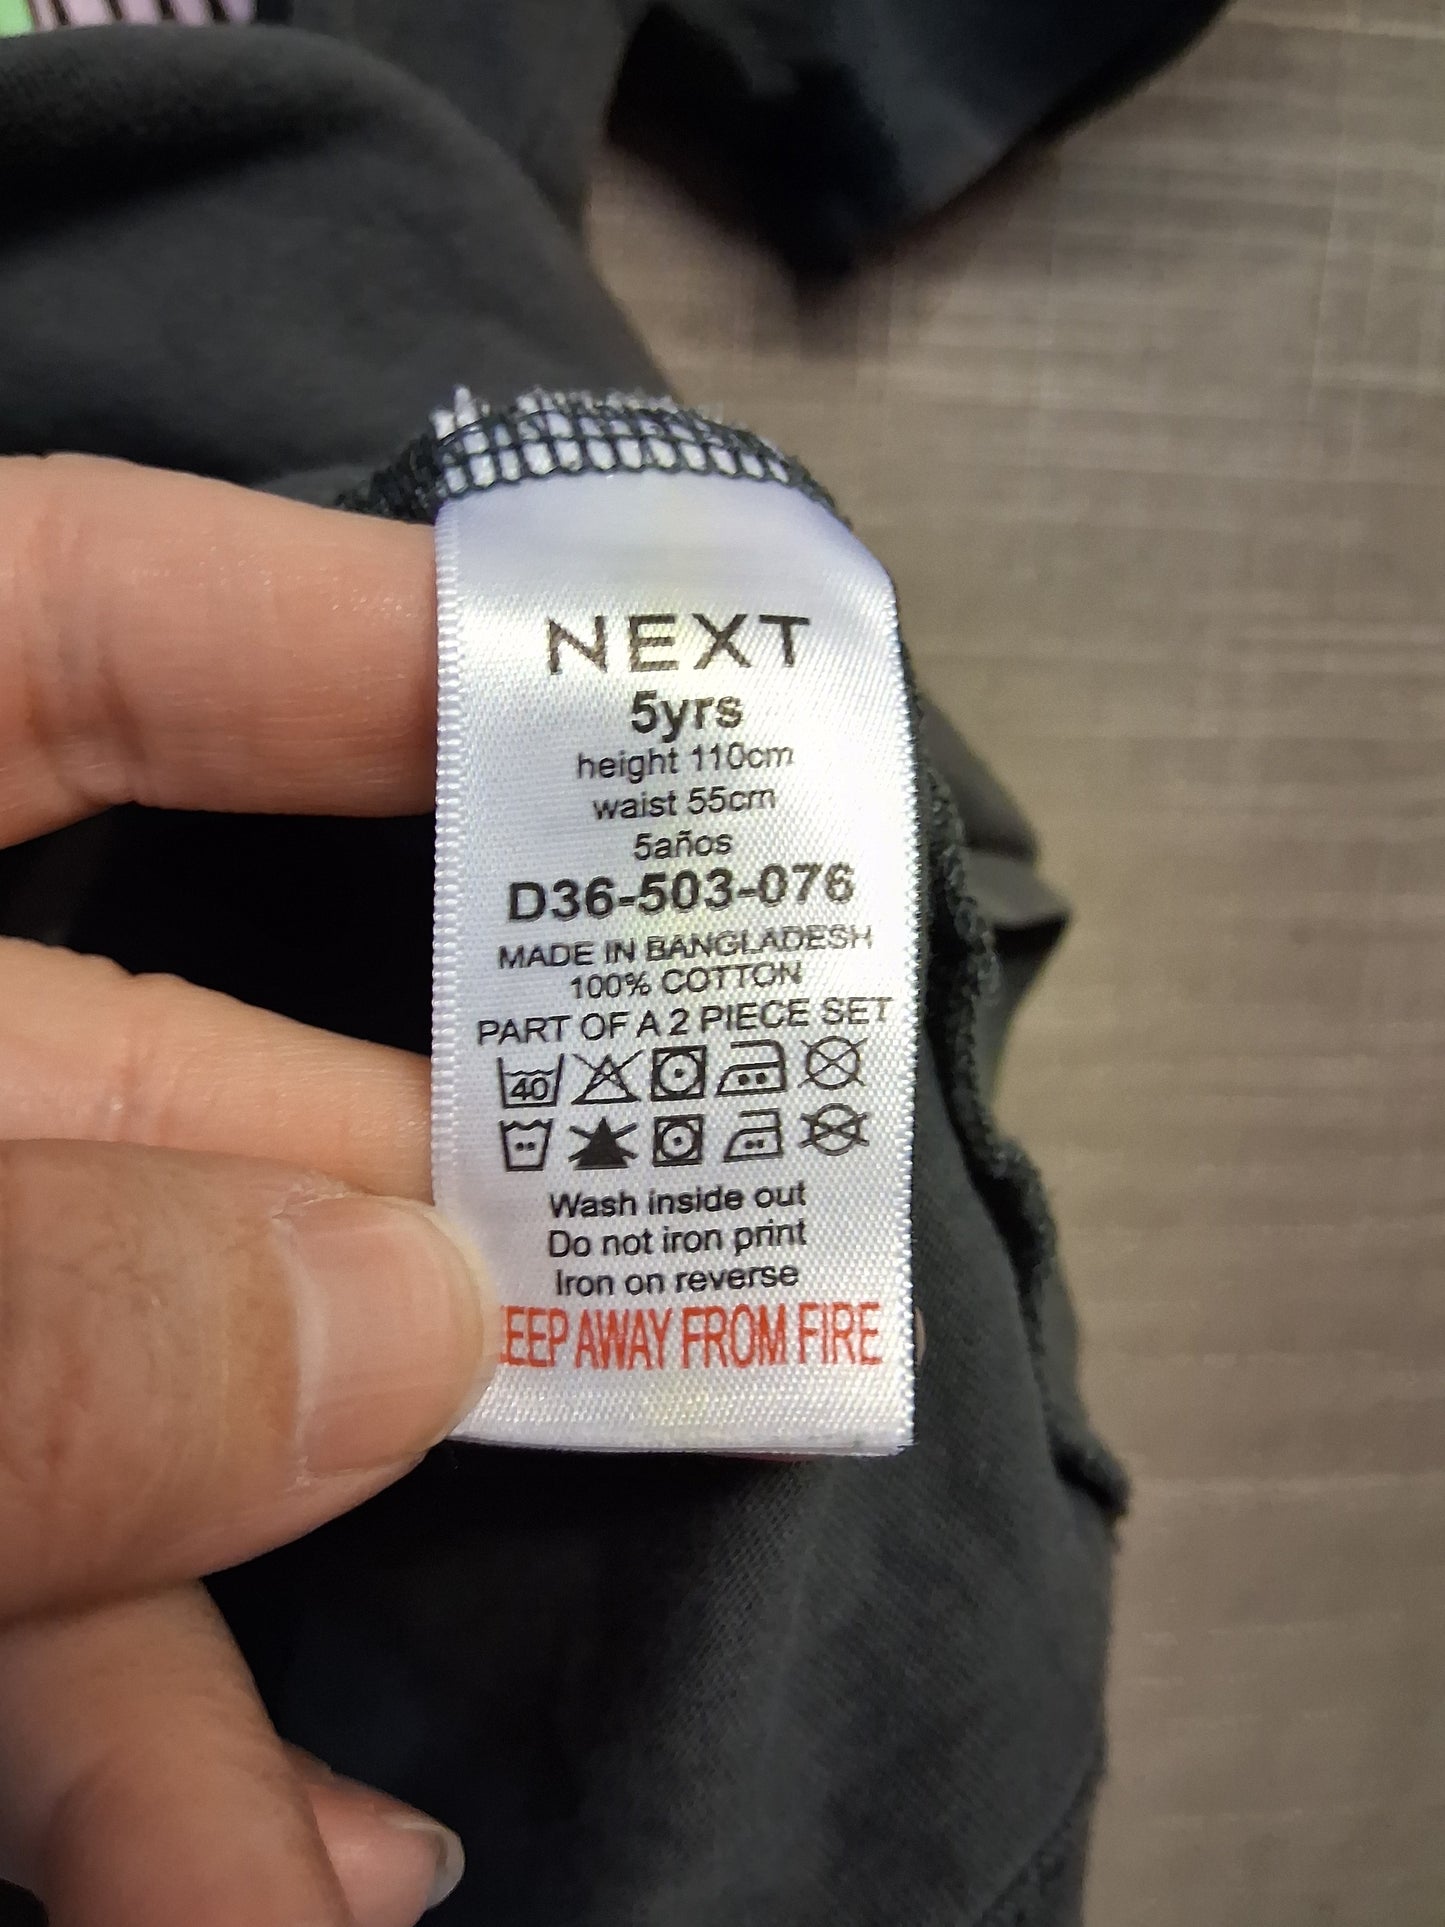 NEXT
5yrs
height 110cm
waist 55cm
5años
D36-503-076
MADE IN BANGLADESH
100% COTTON
PART OF A 2 PIECE SET
40
Wash inside out
Do not iron print
Iron on reverse
EEP AWAY FROM FIRE